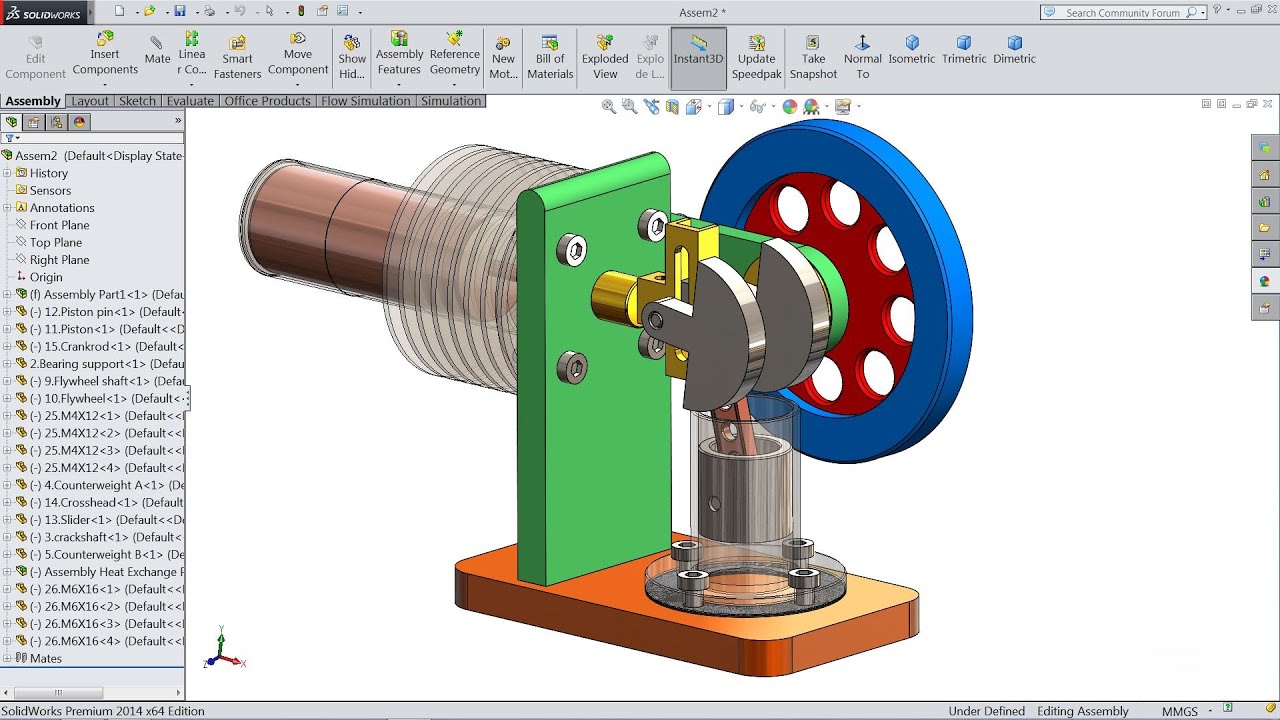 SOLIDWORKS
Assem2 *
Search Community Forum
Edit Component
Insert Components
Mate
Linea r Co...
Smart Fasteners
Move Component
Show Hid...
Assembly Features
Reference Geometry
New Mot...
Bill of Materials
Exploded View
Explo de L...
Instant3D
Update Speedpak
Take Snapshot
Normal To
Isometric
Trimetric
Dimetric
Assembly Layout Sketch Evaluate Office Products Flow Simulation Simulation
Assem2 (Default<Display State-
History
Sensors
Annotations
Front Plane
Top Plane
Right Plane
Origin
(f) Assembly Part1<1> (Defau
(-) 12.Piston pin<1> (Default-
(-) 11.Piston<1> (Default<<D
(-) 15.Crankrod<1> (Default<
2.Bearing support<1> (Defaul
(-) 9.Flywheel shaft<1> (Defau
(-) 10.Flywheel<1> (Default<
(-) 25.M4X12<1> (Default<<D
(-) 25.M4X12<2> (Default<<D
(-) 25.M4X12<3> (Default<<D
(-) 25.M4X12<4> (Default<<D
(-) 4.Counterweight A<1> (De
(-) 14.Crosshead<1> (Default
(-) 13.Slider<1> (Default<<De
(-) 3.crackshaft<1> (Default<
(-) 5.Counterweight B<1> (De
(-) Assembly Heat Exchange P
(-) 26.M6X16<1> (Default<<D
(-) 26.M6X16<2> (Default<<D
(-) 26.M6X16<3> (Default<<D
(-) 26.M6X16<4> (Default<<D
Mates
Y
Z X
SolidWorks Premium 2014 x64 Edition
Under Defined Editing Assembly MMGS